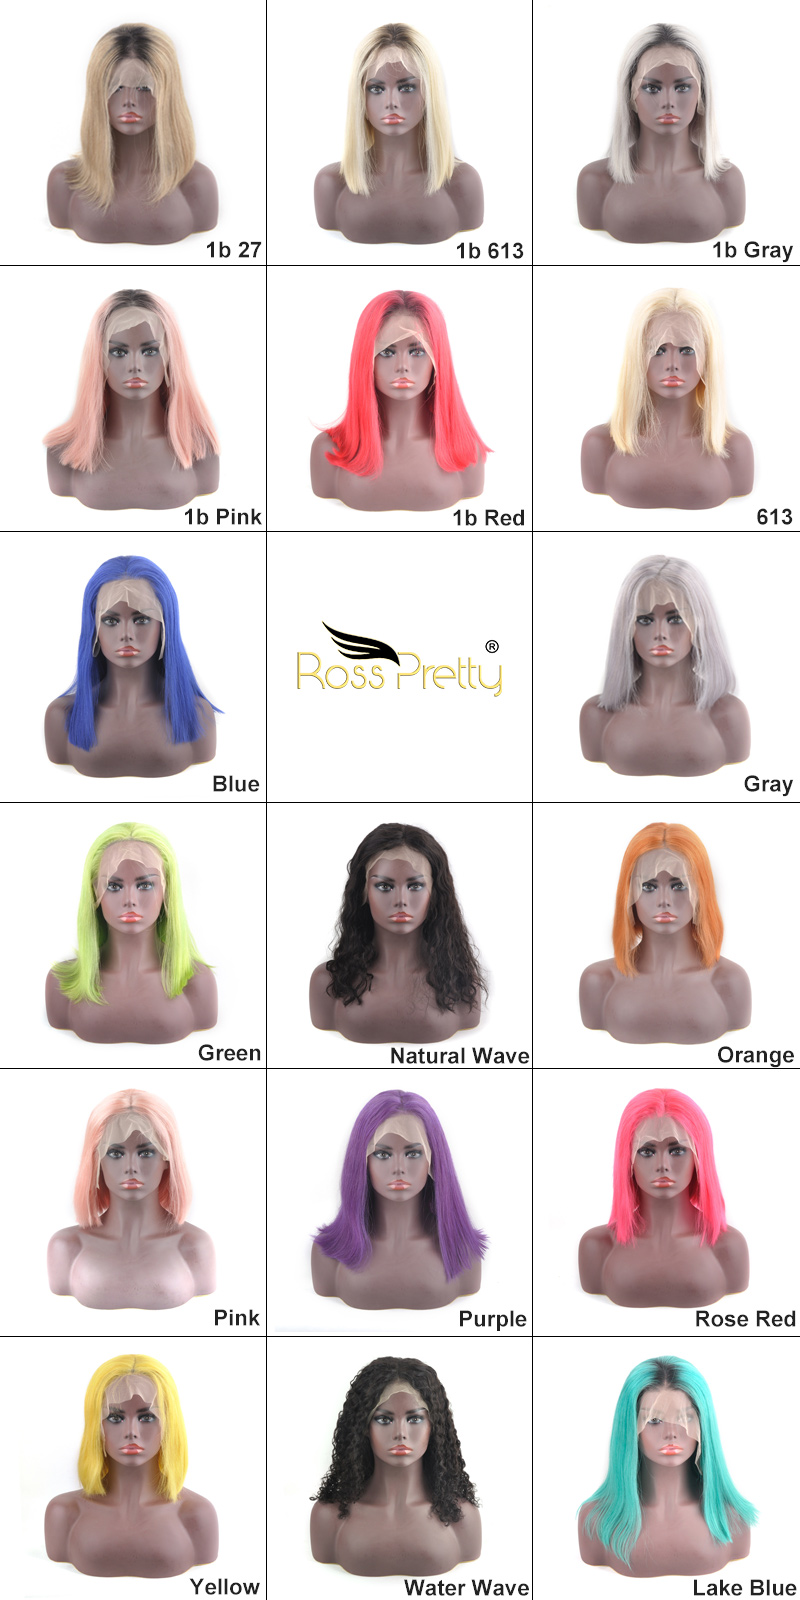 1b 27
1b 613
1b Gray
1b Pink
1b Red
613
Blue
Ross Pretty®
Gray
Green
Natural Wave
Orange
Pink
Purple
Rose Red
Yellow
Water Wave
Lake Blue